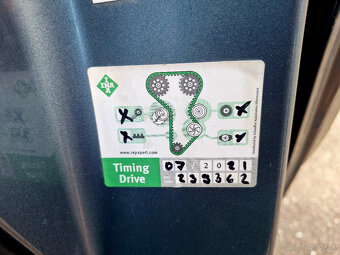 INA
www.repxpert.com
Timing
Drive
07/2021
239362